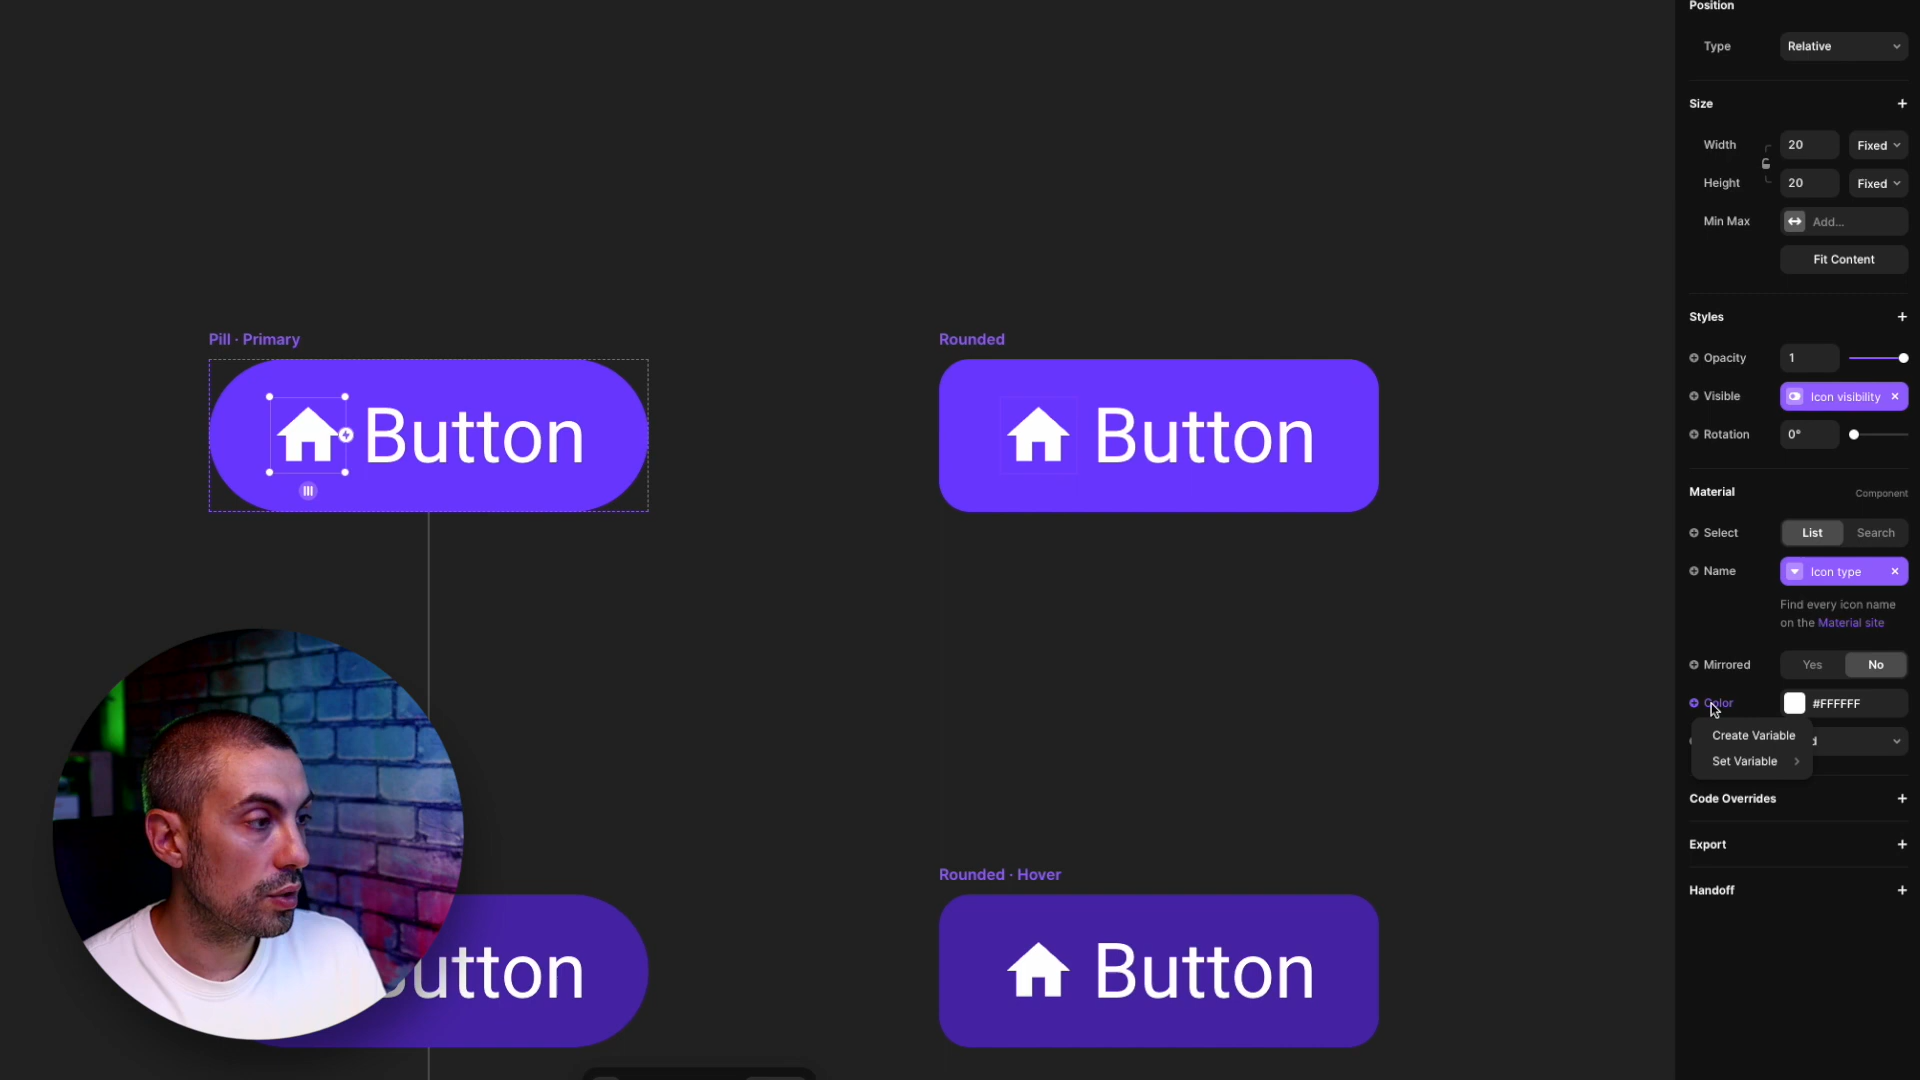 Position
Type
Relative
Size
Width
20
Fixed
Height
20
Fixed
Min Max
Add...
Fit Content
Styles
Opacity
1
Visible
Icon visibility
Rotation
0°
Material
Component
Select
List
Search
Name
Icon type
Find every icon name
on the Material site
Mirrored
Yes
No
Color
#FFFFFF
Create Variable
Set Variable
Code Overrides
Export
Handoff
Pill · Primary
Button
Rounded
Button
utton
Rounded · Hover
Button